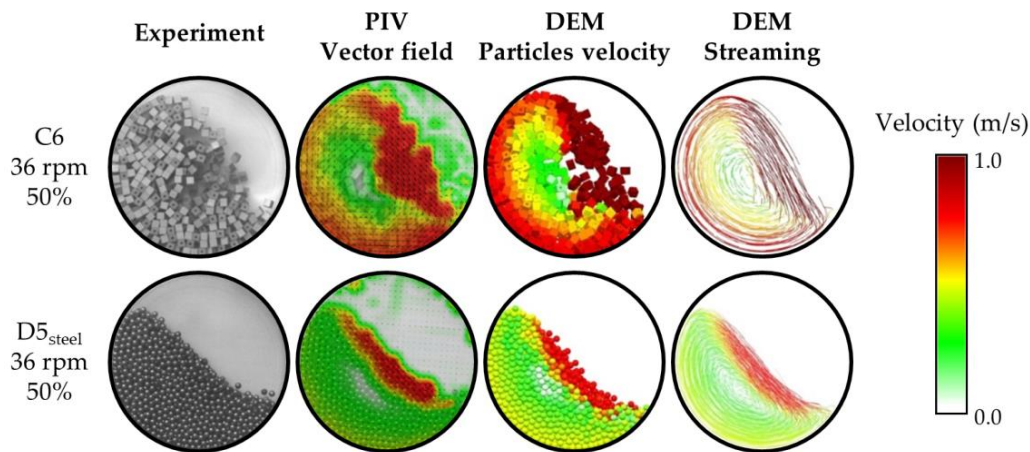 Experiment
PIV
Vector field
DEM
Particles velocity
DEM
Streaming
C6
36 rpm
50%
D5steel
36 rpm
50%
Velocity (m/s)
1.0
0.0